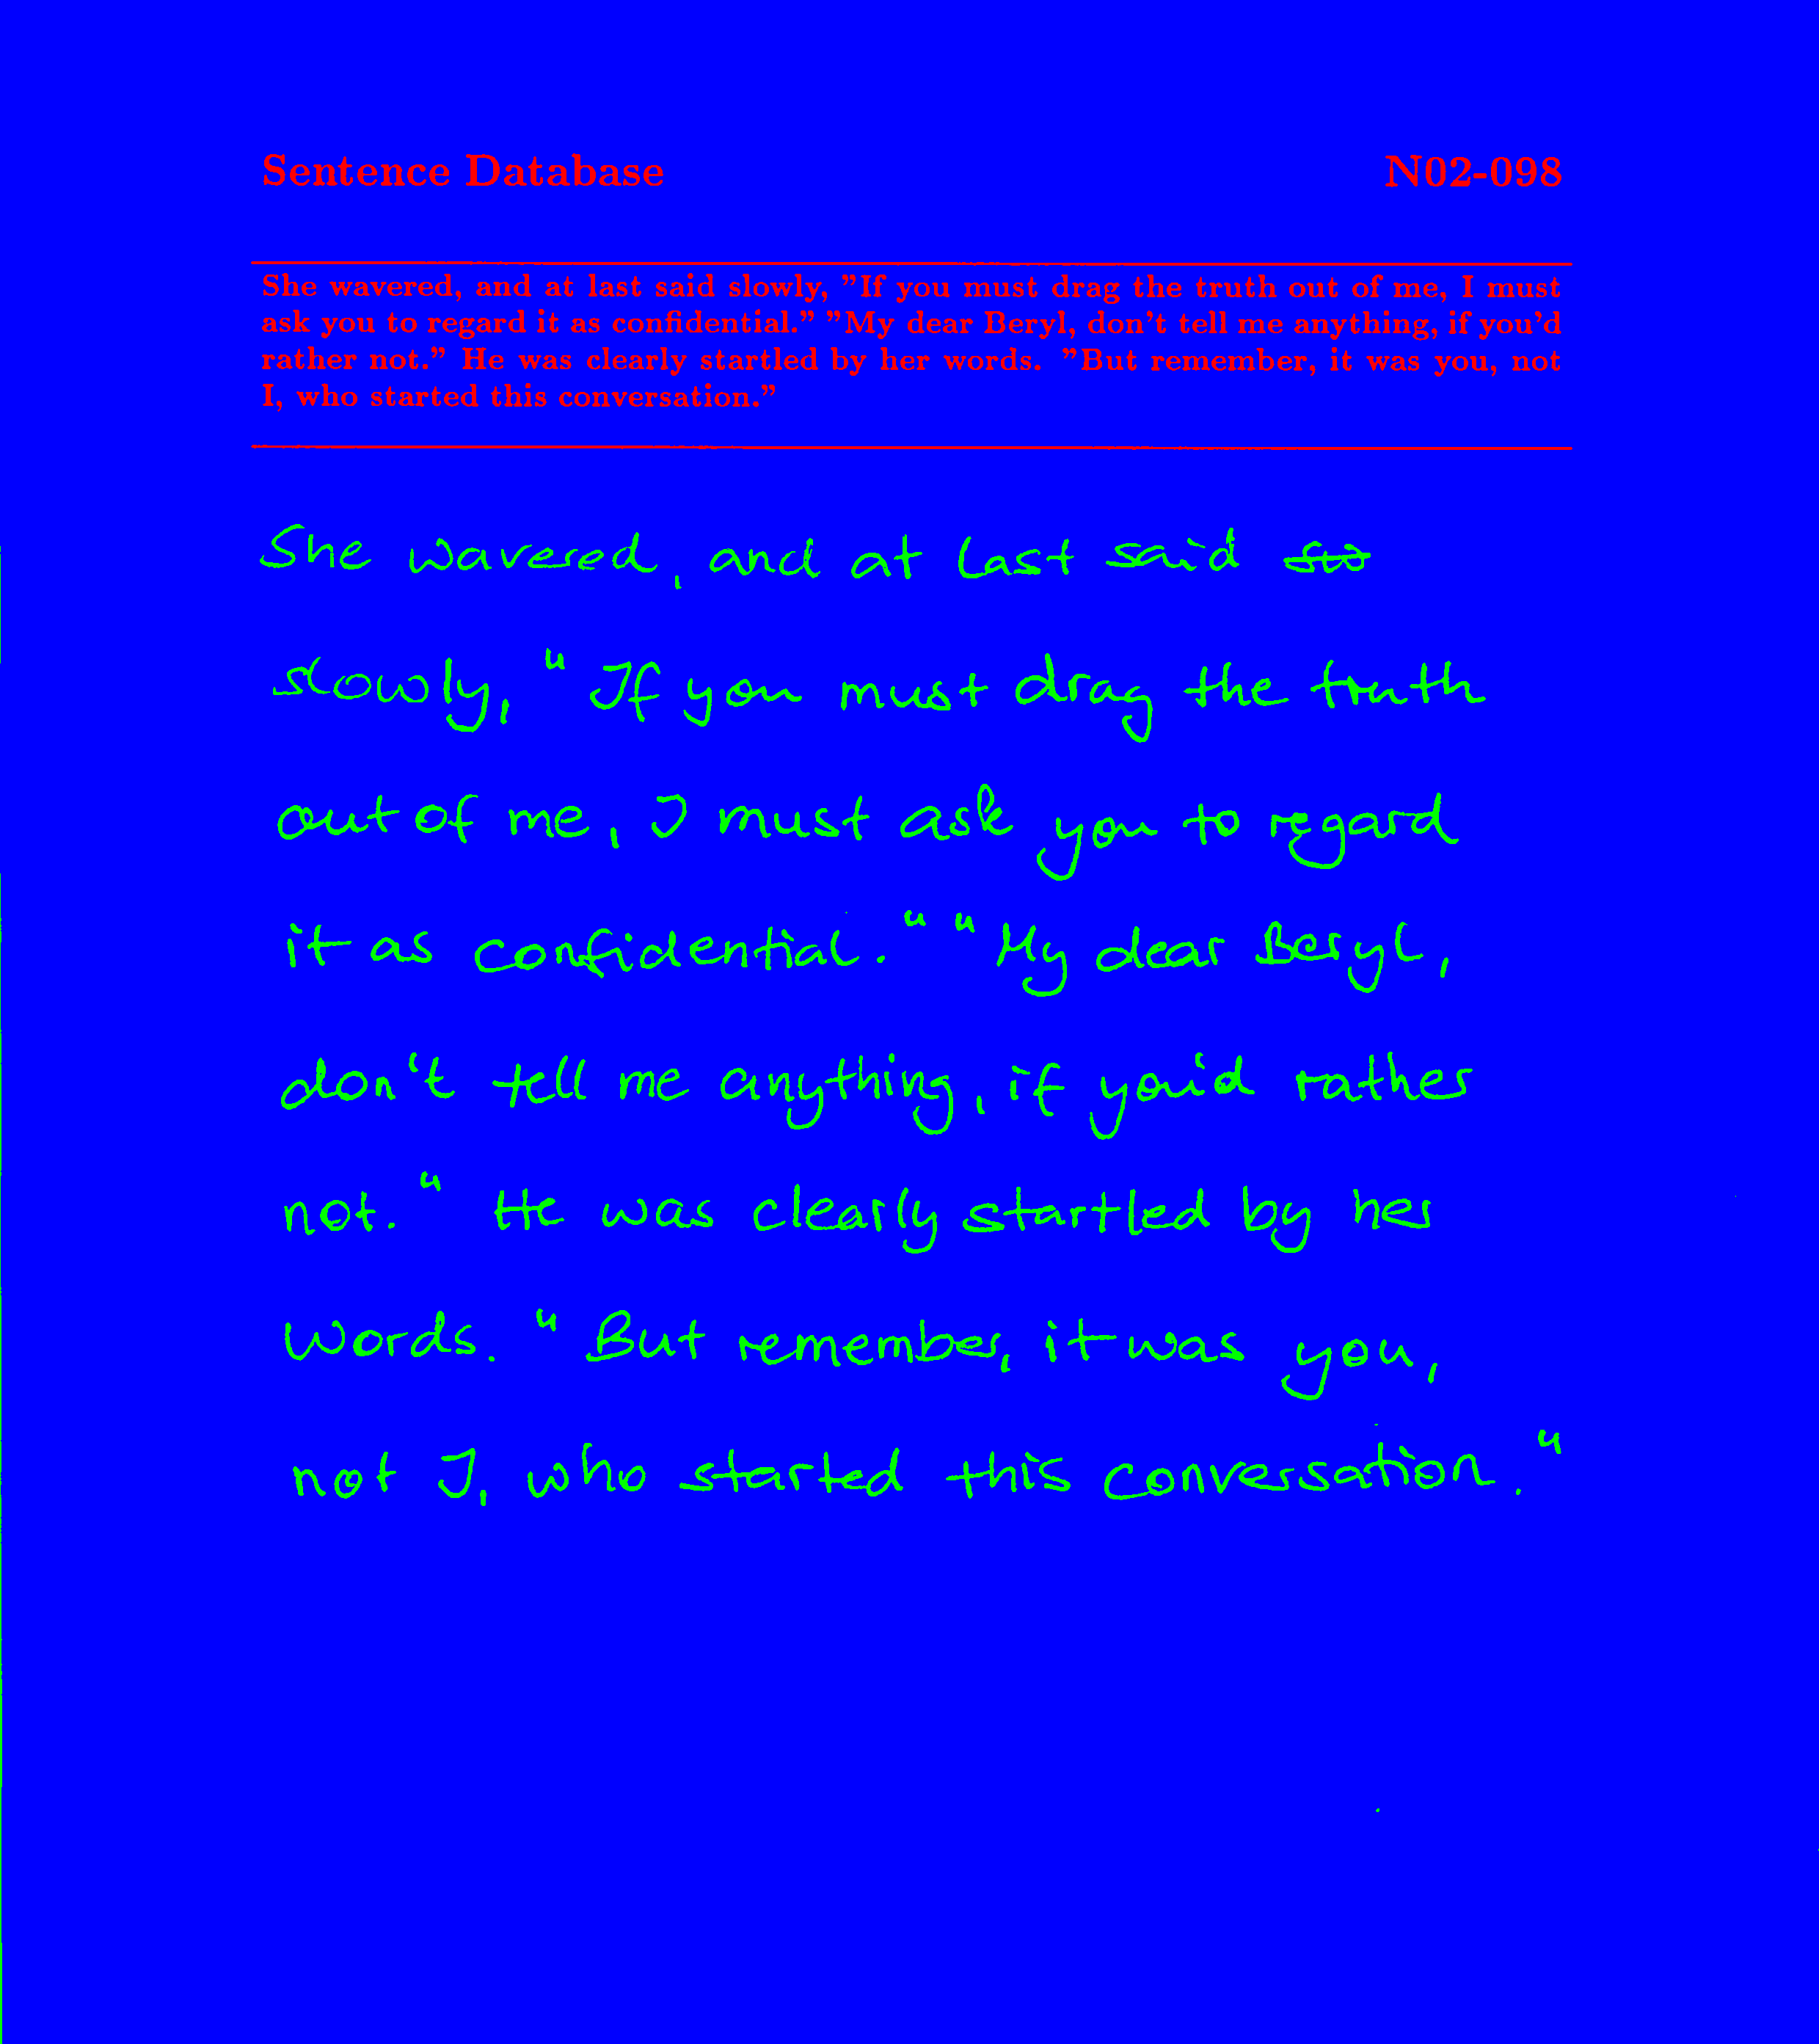 Sentence Database N02-098
She wavered, and at last said slowly, "If you must drag the truth out of me, I must
ask you to regard it as confidential." "My dear Beryl, don't tell me anything, if you'd
rather not." He was clearly startled by her words. "But remember, it was you, not
I, who started this conversation."
She wavered, and at last said
slowly, "If you must drag the truth
out of me, I must ask you to regard
it as confidential." "My dear Beryl,
don't tell me anything, if you'd rather
not." He was clearly startled by her
words. "But remember, it was you,
not I, who started this conversation."